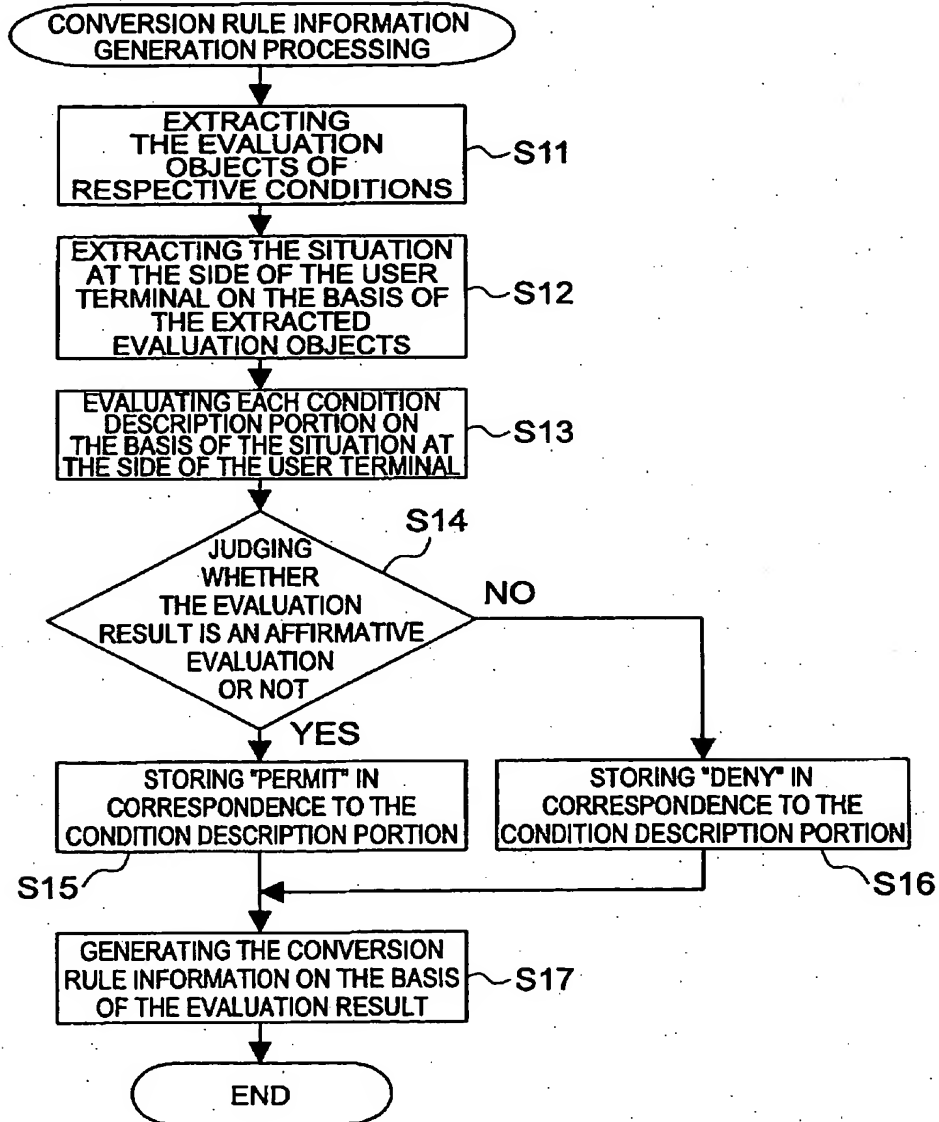 CONVERSION RULE INFORMATION
GENERATION PROCESSING
EXTRACTING
THE EVALUATION
OBJECTS OF
RESPECTIVE CONDITIONS
S11
EXTRACTING THE SITUATION
AT THE SIDE OF THE USER
TERMINAL ON THE BASIS OF
THE EXTRACTED
EVALUATION OBJECTS
S12
EVALUATING EACH CONDITION
DESCRIPTION PORTION ON
THE BASIS OF THE SITUATION AT
THE SIDE OF THE USER TERMINAL
S13
S14
JUDGING
WHETHER
THE EVALUATION
RESULT IS AN AFFIRMATIVE
EVALUATION
OR NOT
NO
YES
STORING "PERMIT" IN
CORRESPONDENCE TO THE
CONDITION DESCRIPTION PORTION
S15
STORING "DENY" IN
CORRESPONDENCE TO THE
CONDITION DESCRIPTION PORTION
S16
GENERATING THE CONVERSION
RULE INFORMATION ON THE BASIS
OF THE EVALUATION RESULT
S17
END